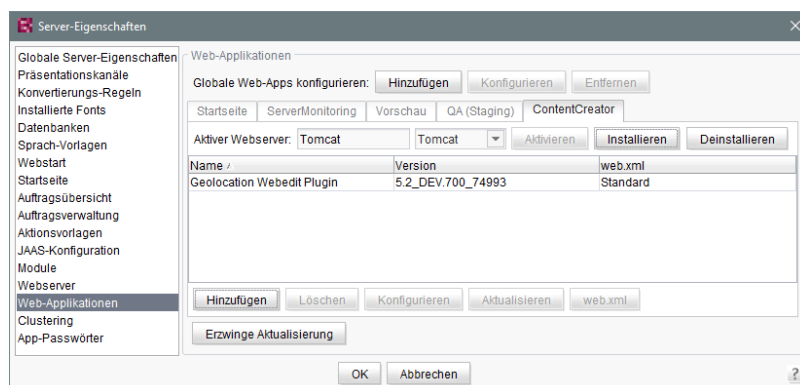 Server-Eigenschaften
Globale Server-Eigenschaften
Präsentationskanäle
Konvertierungs-Regeln
Installierte Fonts
Datenbanken
Sprach-Vorlagen
Webstart
Startseite
Auftragsübersicht
Auftragsverwaltung
Aktionsvorlagen
JAAS-Konfiguration
Module
Webserver
Web-Applikationen
Clustering
App-Passwörter
Web-Applikationen
Globale Web-Apps konfigurieren: Hinzufügen Konfigurieren Entfernen
Startseite ServerMonitoring Vorschau QA (Staging) ContentCreator
Aktiver Webserver: Tomcat Tomcat Aktivieren Installieren Deinstallieren
Name Version web.xml
Geolocation Webedit Plugin 5.2_DEV.700_74993 Standard
Hinzufügen Löschen Konfigurieren Aktualisieren web.xml
Erzwinge Aktualisierung
OK Abbrechen ?